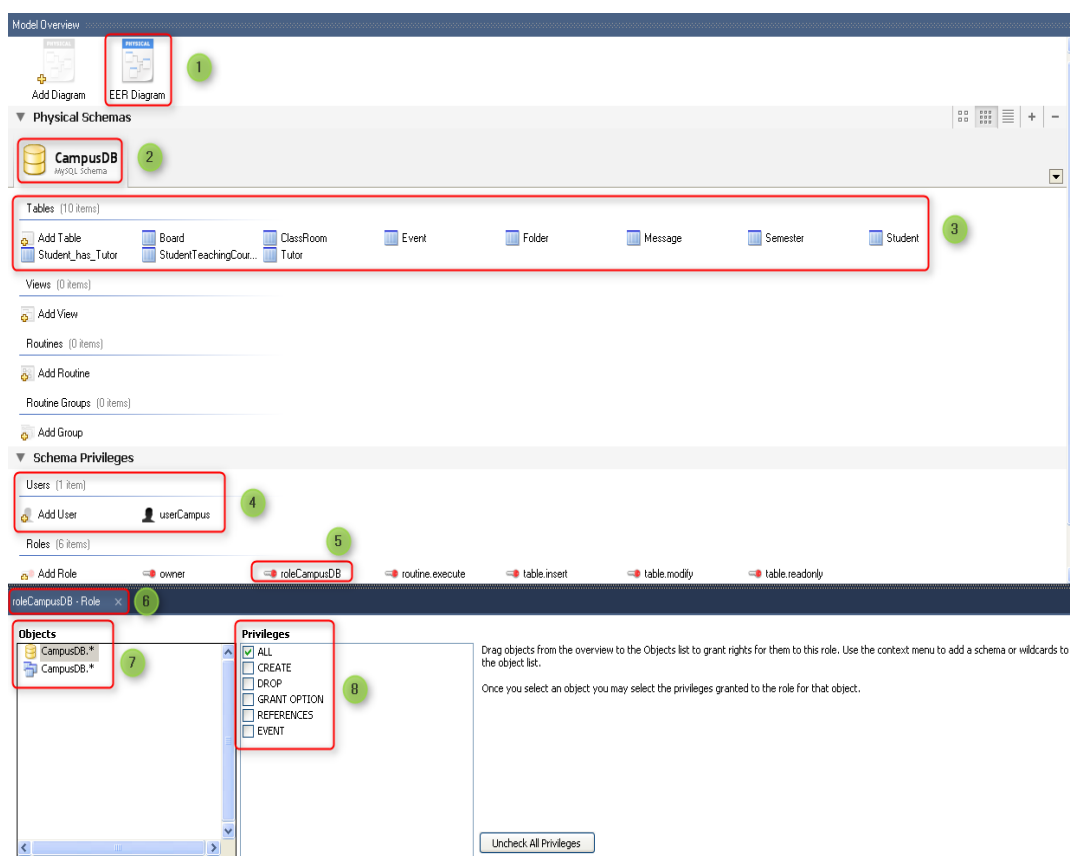 Model Overview
PHYSICAL PHYSICAL
Add Diagram EER Diagram 1
Physical Schemas + −
CampusDB 2
MySQL Schema
Tables (10 items)
Add Table Board ClassRoom Event Folder Message Semester Student 3
Student_has_Tutor StudentTeachingCour... Tutor
Views (0 items)
Add View
Routines (0 items)
Add Routine
Routine Groups (0 items)
Add Group
Schema Privileges
Users (1 item)
Add User userCampus 4
Roles (6 items) 5
Add Role owner roleCampusDB routine.execute table.insert table.modify table.readonly
roleCampusDB - Role × 6
Objects Privileges
CampusDB.* ALL Drag objects from the overview to the Objects list to grant rights for them to this role. Use the context menu to add a schema or wildcards to
CampusDB.* 7 CREATE the object list.
DROP Once you select an object you may select the privileges granted to the role for that object.
GRANT OPTION 8
REFERENCES
EVENT
Uncheck All Privileges